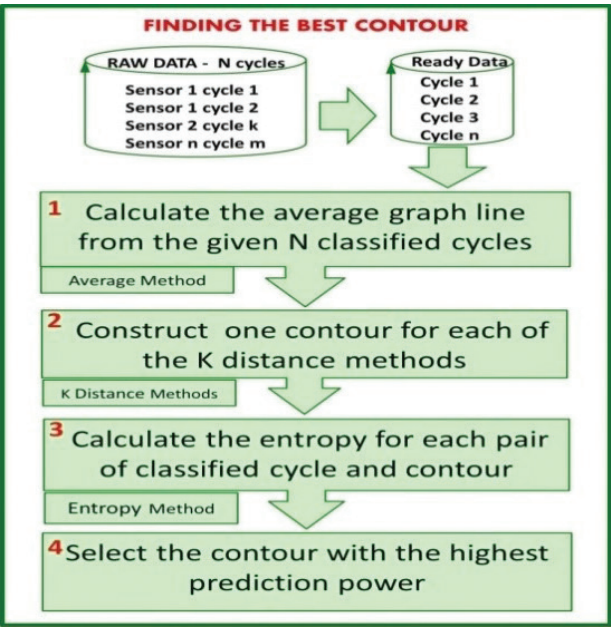 FINDING THE BEST CONTOUR
RAW DATA - N cycles
Sensor 1 cycle 1
Sensor 1 cycle 2
Sensor 2 cycle k
Sensor n cycle m
Ready Data
Cycle 1
Cycle 2
Cycle 3
Cycle n
1 Calculate the average graph line
from the given N classified cycles
Average Method
2 Construct one contour for each of
the K distance methods
K Distance Methods
3 Calculate the entropy for each pair
of classified cycle and contour
Entropy Method
4 Select the contour with the highest
prediction power